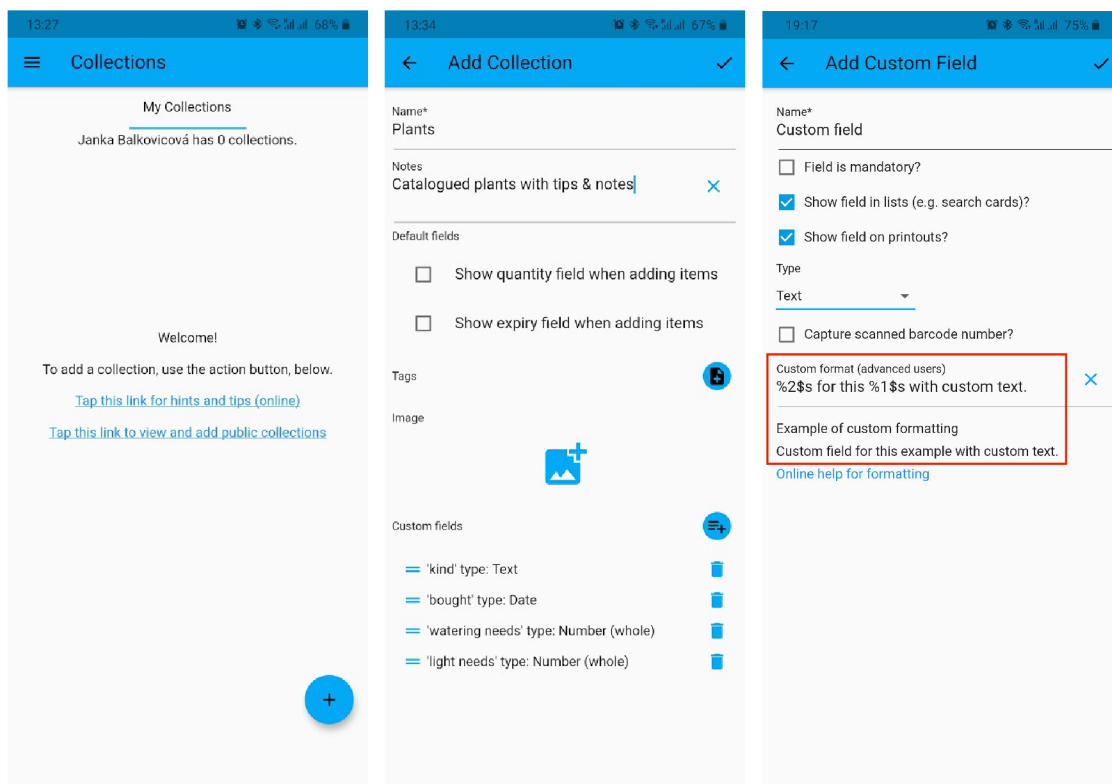 13:27
68%
Collections
My Collections
Janka Balkovicová has 0 collections.
Welcome!
To add a collection, use the action button, below.
Tap this link for hints and tips (online)
Tap this link to view and add public collections
13:34
67%
Add Collection
Name*
Plants
Notes
Catalogued plants with tips & notes
Default fields
Show quantity field when adding items
Show expiry field when adding items
Tags
Image
Custom fields
'kind' type: Text
'bought' type: Date
'watering needs' type: Number (whole)
'light needs' type: Number (whole)
19:17
75%
Add Custom Field
Name*
Custom field
Field is mandatory?
Show field in lists (e.g. search cards)?
Show field on printouts?
Type
Text
Capture scanned barcode number?
Custom format (advanced users)
%2$s for this %1$s with custom text.
Example of custom formatting
Custom field for this example with custom text.
Online help for formatting